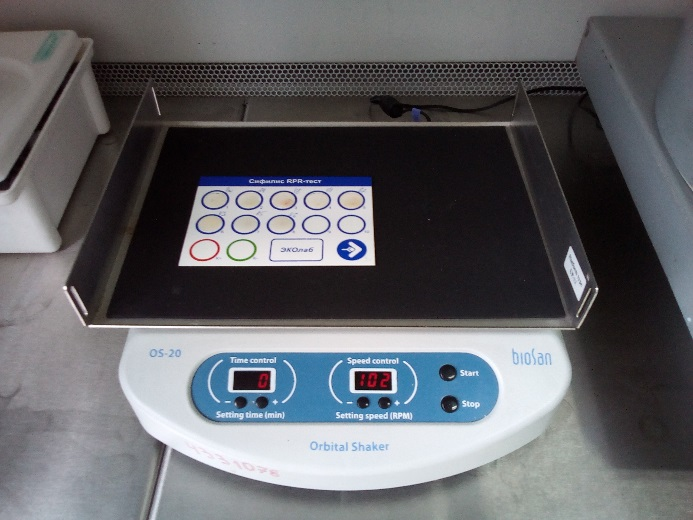 Сифилис RPR-тест
ЭКОлаб
OS-20
biosan
Time control
Speed control
0
102
Start
Stop
- +
- +
Setting time (min)
Setting speed (RPM)
Orbital Shaker